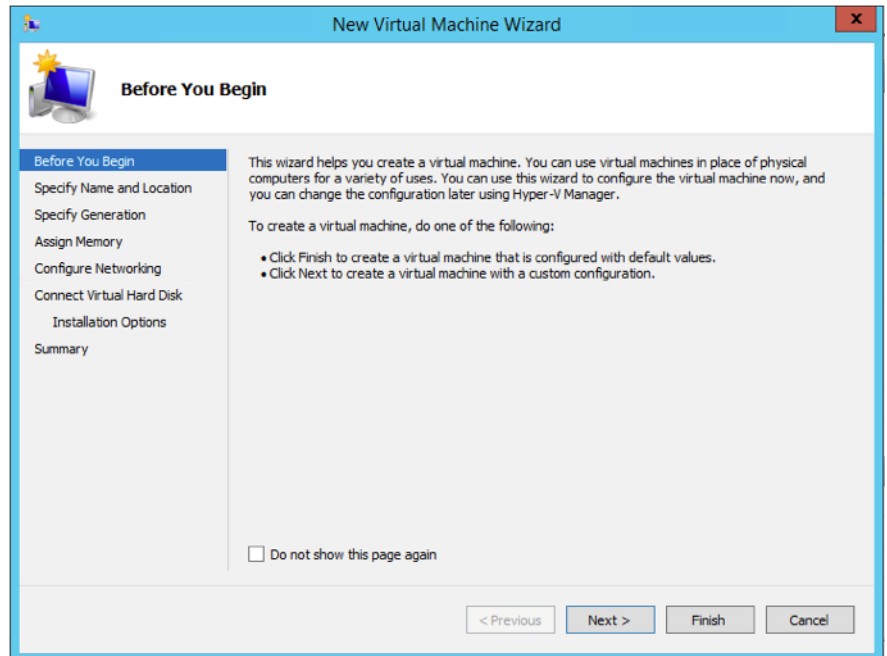 New Virtual Machine Wizard
x
Before You Begin
Before You Begin
Specify Name and Location
Specify Generation
Assign Memory
Configure Networking
Connect Virtual Hard Disk
Installation Options
Summary
This wizard helps you create a virtual machine. You can use virtual machines in place of physical
computers for a variety of uses. You can use this wizard to configure the virtual machine now, and
you can change the configuration later using Hyper-V Manager.
To create a virtual machine, do one of the following:
• Click Finish to create a virtual machine that is configured with default values.
• Click Next to create a virtual machine with a custom configuration.
Do not show this page again
< Previous
Next >
Finish
Cancel